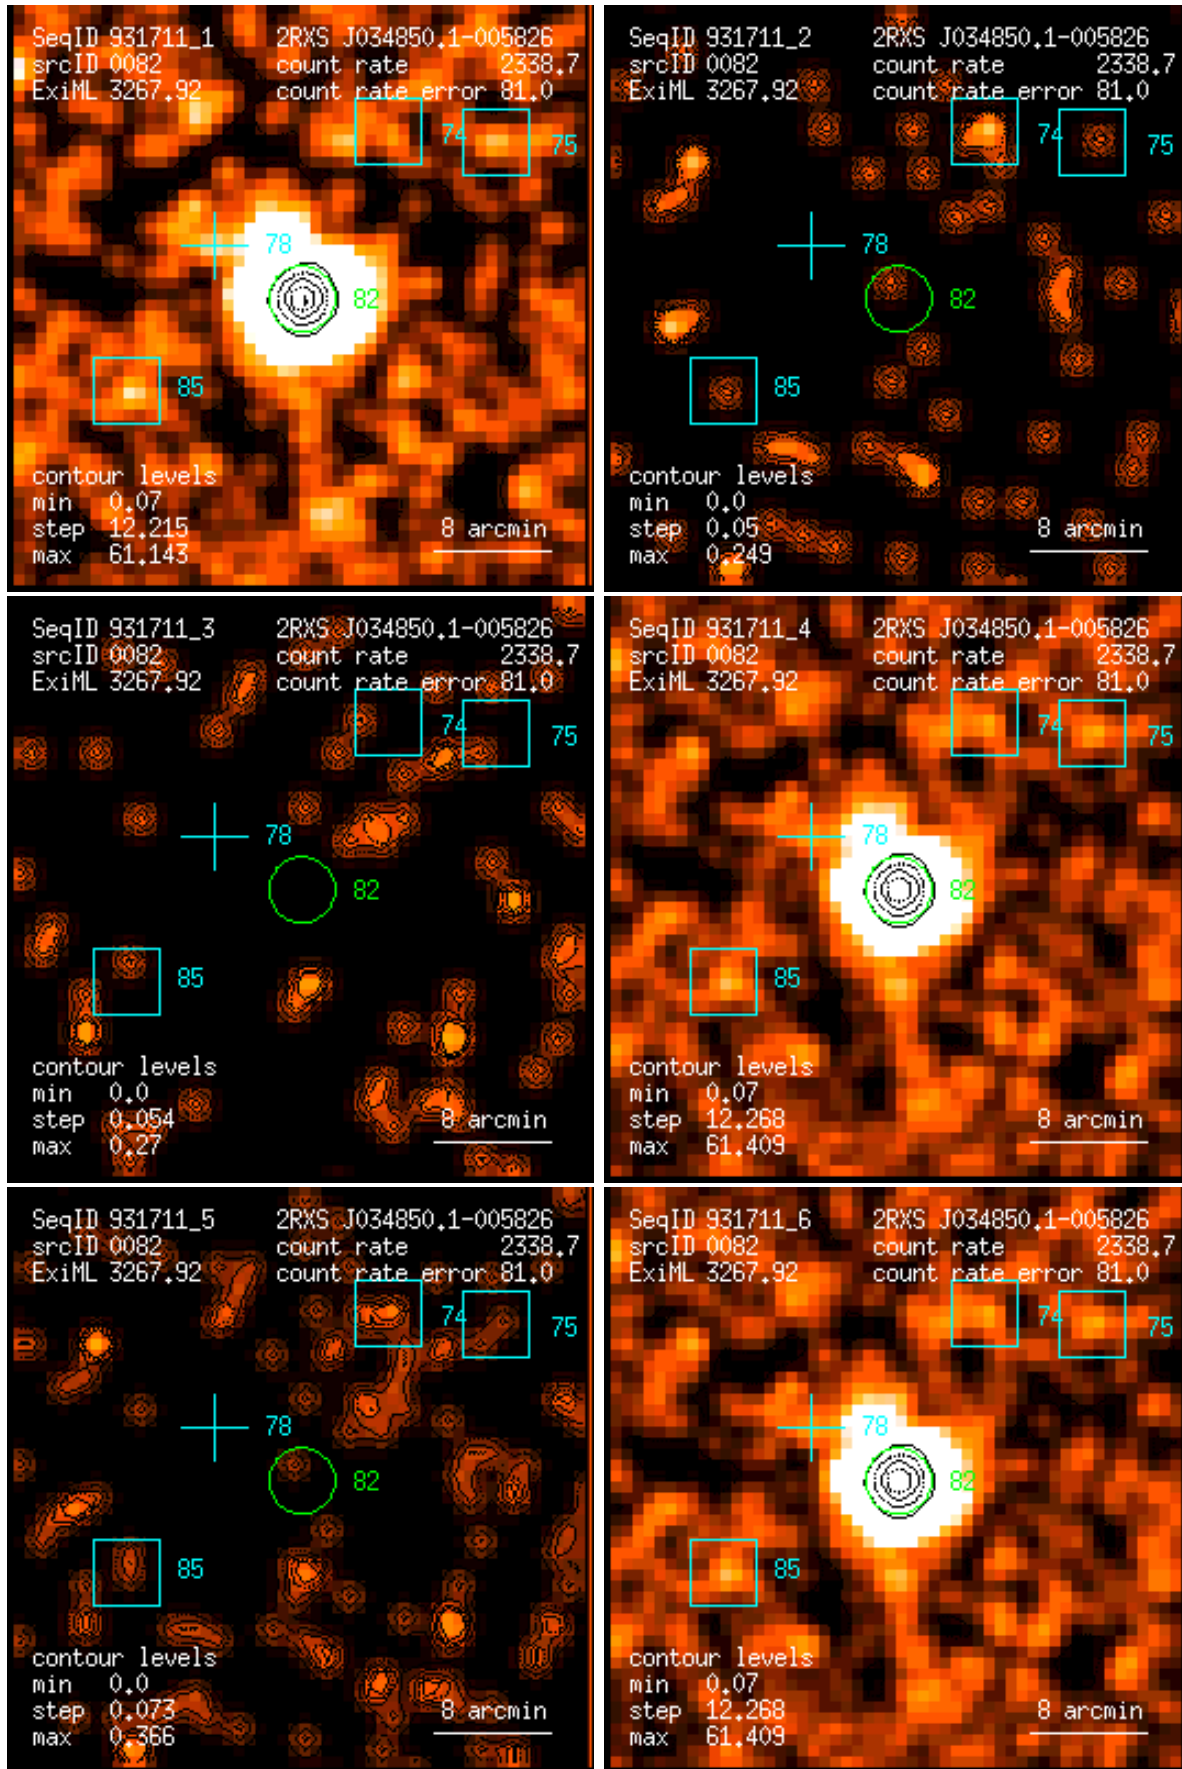 SeqID 931711_1 2RXS J034850.1-005826
srcID 0082 count rate 2338.7
ExiML 3267.92 count rate error 81.0
74
75
78
82
85
contour levels
min 0.07
step 12.215 8 arcmin
max 61.143
SeqID 931711_2 2RXS J034850.1-005826
srcID 0082 count rate 2338.7
ExiML 3267.92 count rate error 81.0
74
75
78
82
85
contour levels
min 0.0
step 0.05 8 arcmin
max 0.249
SeqID 931711_3 2RXS J034850.1-005826
srcID 0082 count rate 2338.7
ExiML 3267.92 count rate error 81.0
74
75
78
82
85
contour levels
min 0.0
step 0.054 8 arcmin
max 0.27
SeqID 931711_4 2RXS J034850.1-005826
srcID 0082 count rate 2338.7
ExiML 3267.92 count rate error 81.0
74
75
78
82
85
contour levels
min 0.07
step 12.268 8 arcmin
max 61.409
SeqID 931711_5 2RXS J034850.1-005826
srcID 0082 count rate 2338.7
ExiML 3267.92 count rate error 81.0
74
75
78
82
85
contour levels
min 0.0
step 0.073 8 arcmin
max 0.366
SeqID 931711_6 2RXS J034850.1-005826
srcID 0082 count rate 2338.7
ExiML 3267.92 count rate error 81.0
74
75
78
82
85
contour levels
min 0.07
step 12.268 8 arcmin
max 61.409